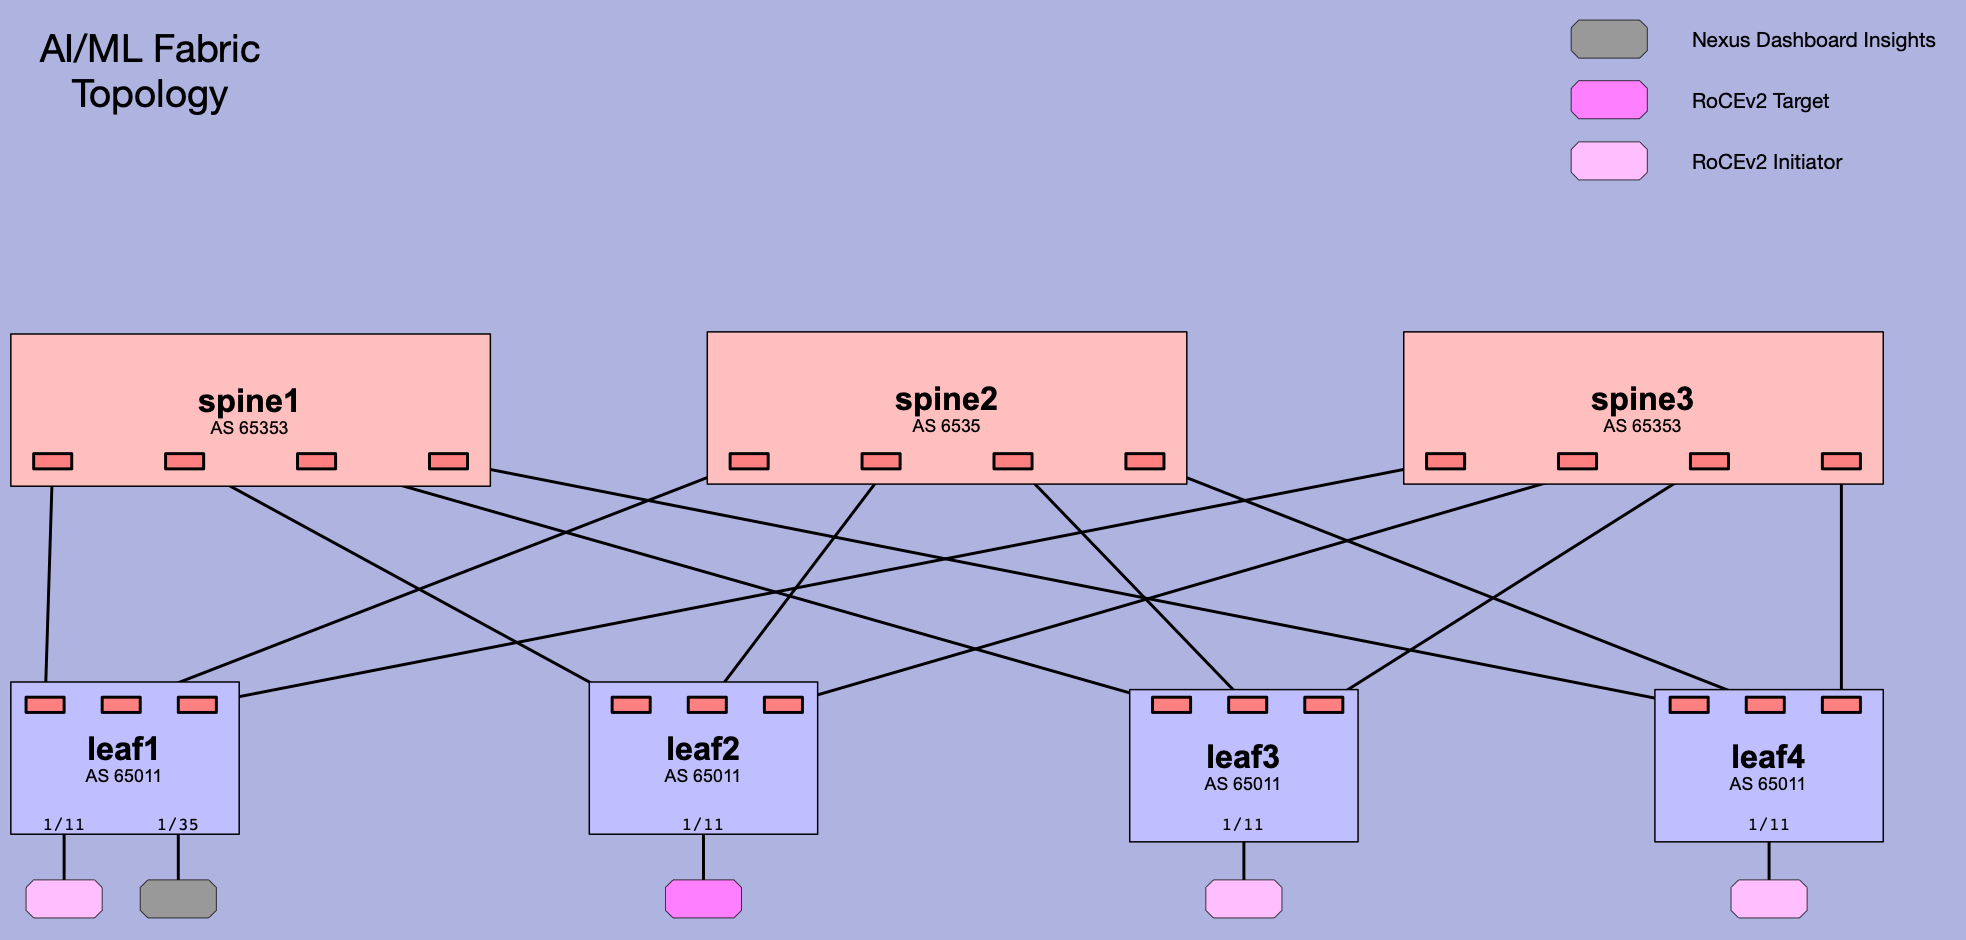 AI/ML Fabric
Topology
Nexus Dashboard Insights
RoCEv2 Target
RoCEv2 Initiator
spine1
AS 65353
spine2
AS 6535
spine3
AS 65353
leaf1
AS 65011
1/11 1/35
leaf2
AS 65011
1/11
leaf3
AS 65011
1/11
leaf4
AS 65011
1/11